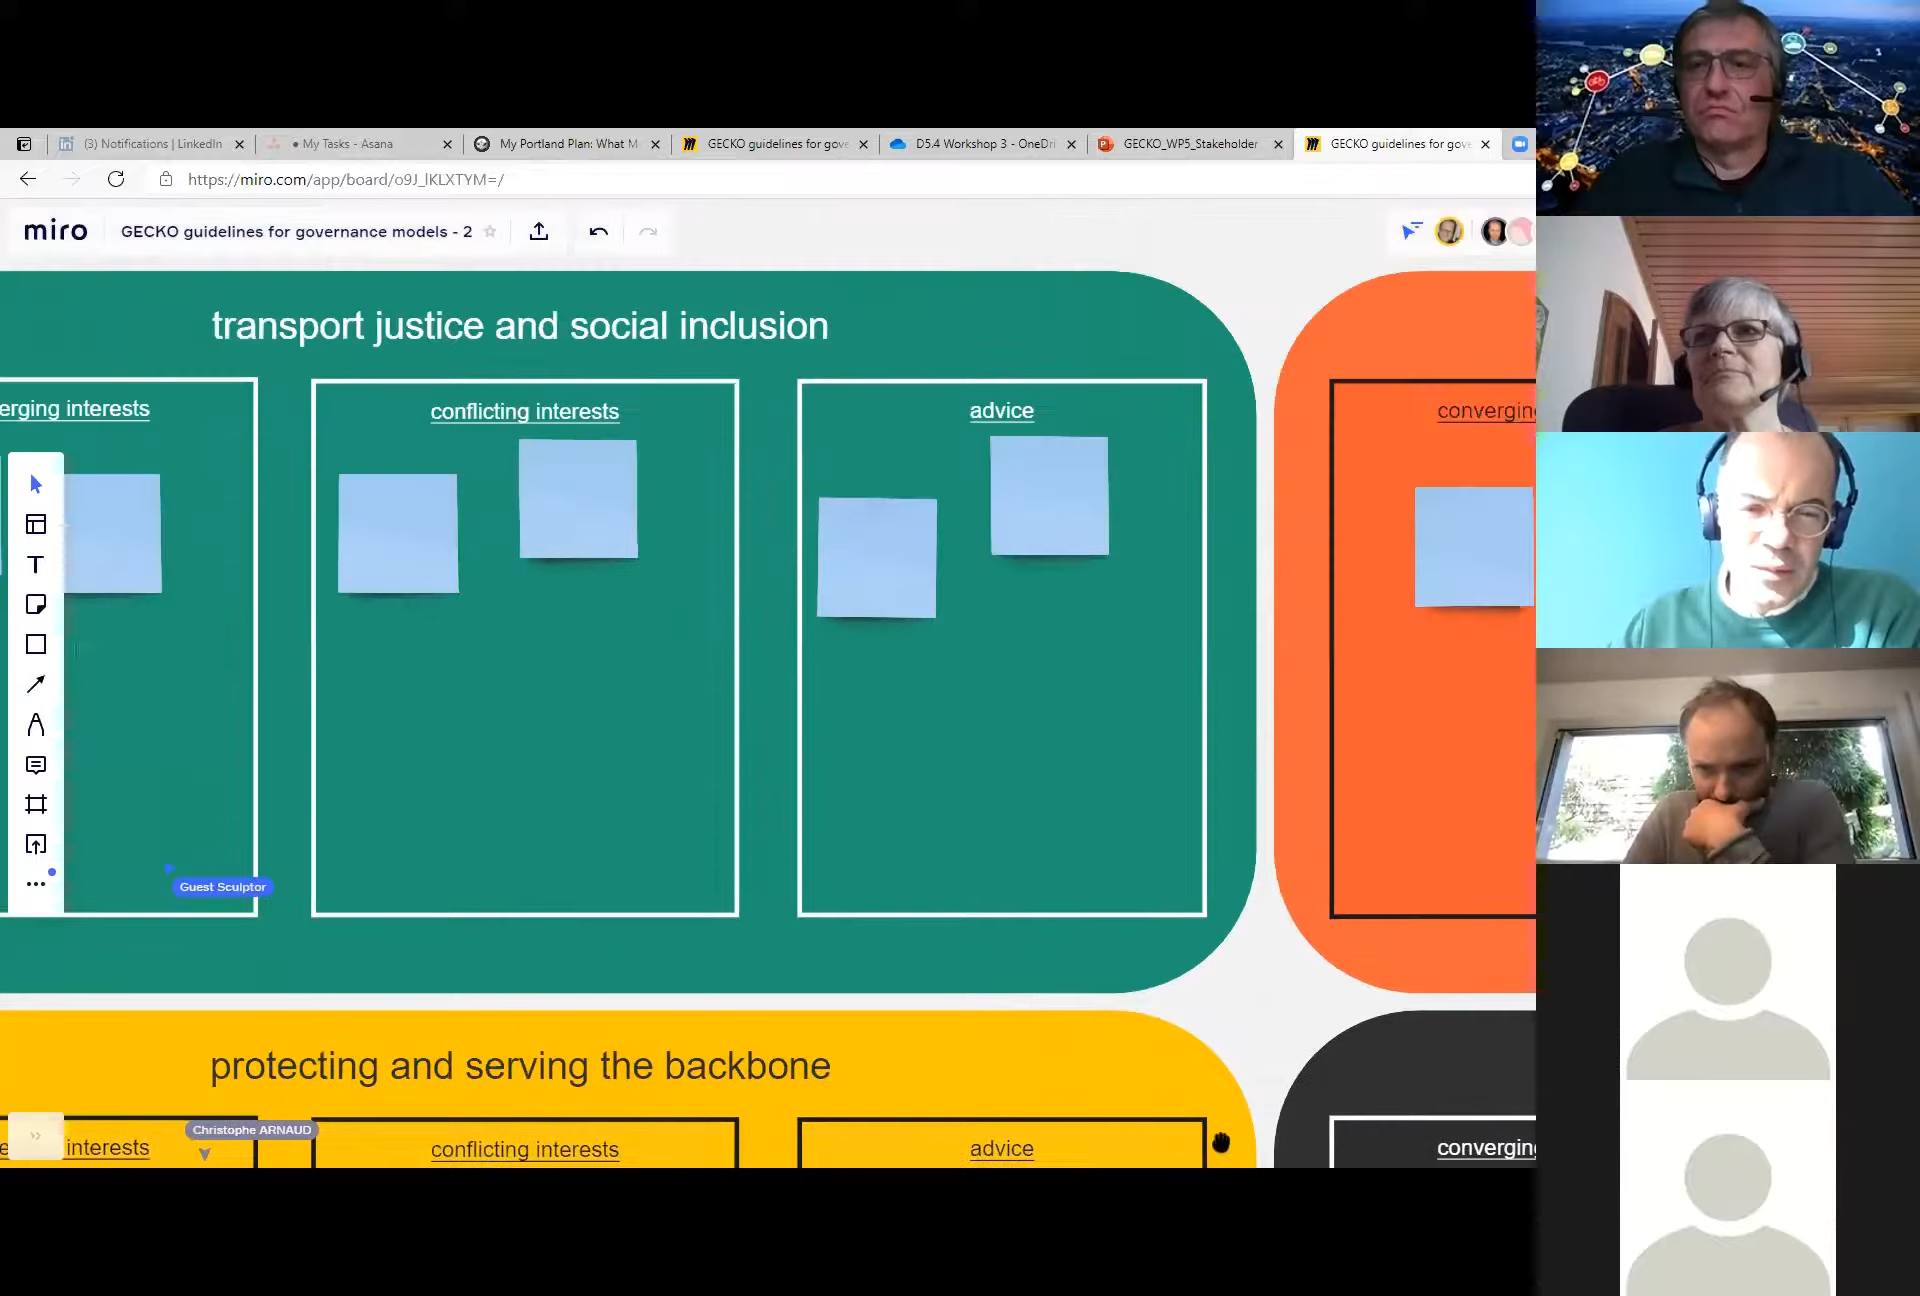 (3) Notifications | LinkedIn
• My Tasks - Asana
My Portland Plan: What M
GECKO guidelines for gove
D5.4 Workshop 3 - OneDri
GECKO_WP5_Stakeholder
GECKO guidelines for gove
https://miro.com/app/board/o9J_lKLXTYM=/
miro
GECKO guidelines for governance models - 2
transport justice and social inclusion
erging interests
conflicting interests
advice
converging
Guest Sculptor
protecting and serving the backbone
Christophe ARNAUD
interests
conflicting interests
advice
converging